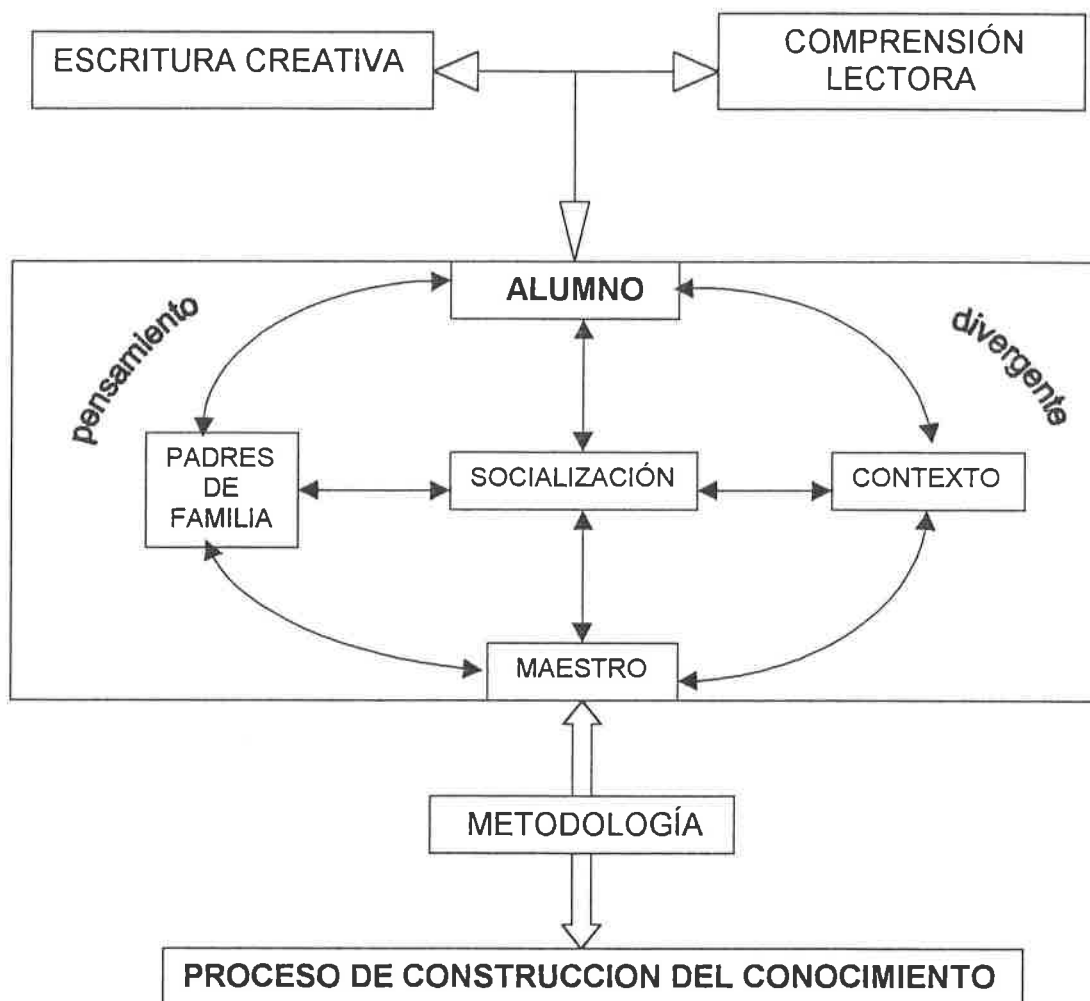 ESCRITURA CREATIVA
COMPRENSIÓN
LECTORA
ALUMNO
pensamiento
divergente
PADRES
DE
FAMILIA
SOCIALIZACIÓN
CONTEXTO
MAESTRO
METODOLOGÍA
PROCESO DE CONSTRUCCION DEL CONOCIMIENTO